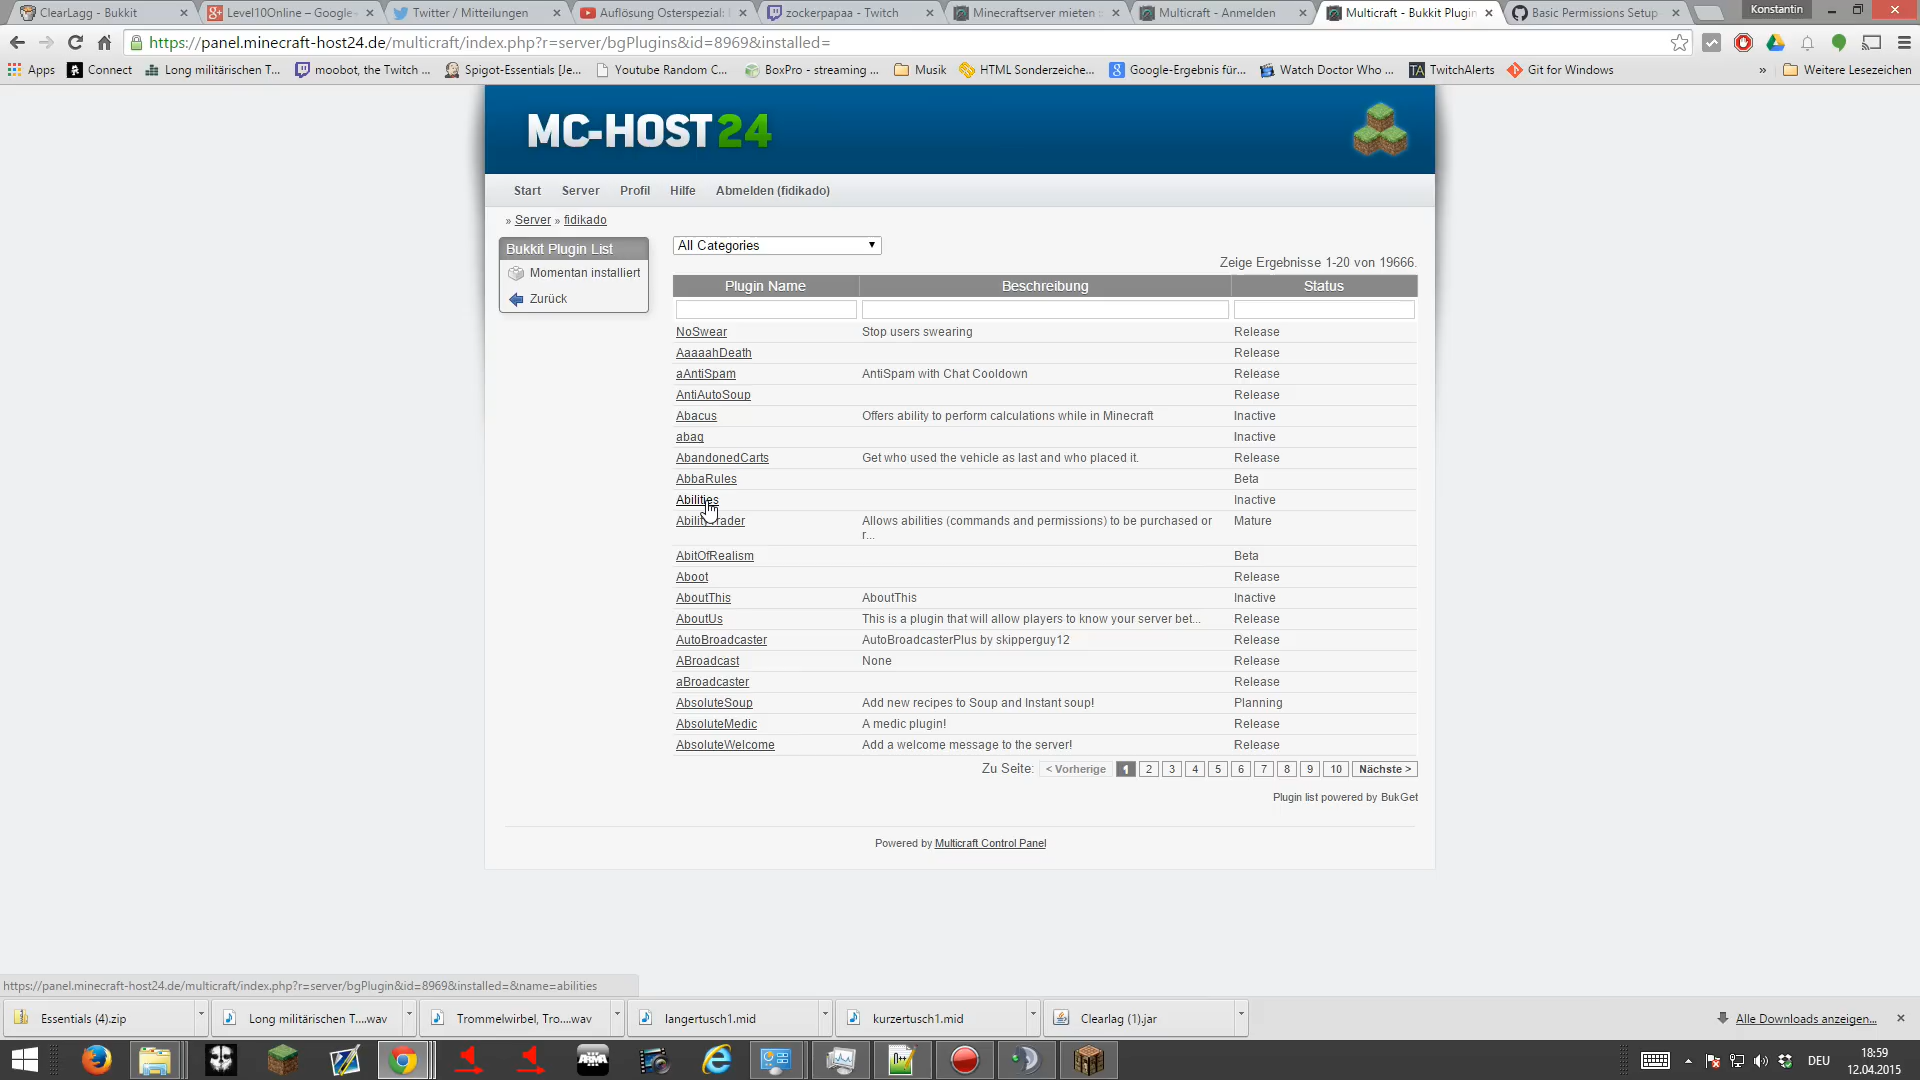 ClearLagg - Bukkit
Level10Online – Google+
Twitter / Mitteilungen
Auflösung Osterspezial:
zockerpapaa - Twitch
Minecraftserver mieten
Multicraft - Anmelden
Multicraft - Bukkit Plugin
Basic Permissions Setup
Konstantin
https://panel.minecraft-host24.de/multicraft/index.php?r=server/bgPlugins&id=8969&installed=
Apps
Connect
Long militärischen T...
moobot, the Twitch ...
Spigot-Essentials [Je...
Youtube Random C...
BoxPro - streaming ...
Musik
HTML Sonderzeiche...
Google-Ergebnis für...
Watch Doctor Who ...
TwitchAlerts
Git for Windows
»
Weitere Lesezeichen
MC-HOST24
Start Server Profil Hilfe Abmelden (fidikado)
» Server » fidikado
Bukkit Plugin List
Momentan installiert
Zurück
All Categories
Zeige Ergebnisse 1-20 von 19666.
Plugin Name Beschreibung Status
NoSwear Stop users swearing Release
AaaaahDeath Release
aAntiSpam AntiSpam with Chat Cooldown Release
AntiAutoSoup Release
Abacus Offers ability to perform calculations while in Minecraft Inactive
abag Inactive
AbandonedCarts Get who used the vehicle as last and who placed it. Release
AbbaRules Beta
Abilities Inactive
AbilityTrader Allows abilities (commands and permissions) to be purchased or Mature
r...
AbitOfRealism Beta
Aboot Release
AboutThis AboutThis Inactive
AboutUs This is a plugin that will allow players to know your server bet... Release
AutoBroadcaster AutoBroadcasterPlus by skipperguy12 Release
ABroadcast None Release
aBroadcaster Release
AbsoluteSoup Add new recipes to Soup and Instant soup! Planning
AbsoluteMedic A medic plugin! Release
AbsoluteWelcome Add a welcome message to the server! Release
Zu Seite: < Vorherige 1 2 3 4 5 6 7 8 9 10 Nächste >
Plugin list powered by BukGet
Powered by Multicraft Control Panel
https://panel.minecraft-host24.de/multicraft/index.php?r=server/bgPlugin&id=8969&installed=&name=abilities
Essentials (4).zip
Long militärischen T....wav
Trommelwirbel, Tro....wav
langertusch1.mid
kurzertusch1.mid
Clearlag (1).jar
Alle Downloads anzeigen...
ARMA
DEU
18:59
12.04.2015